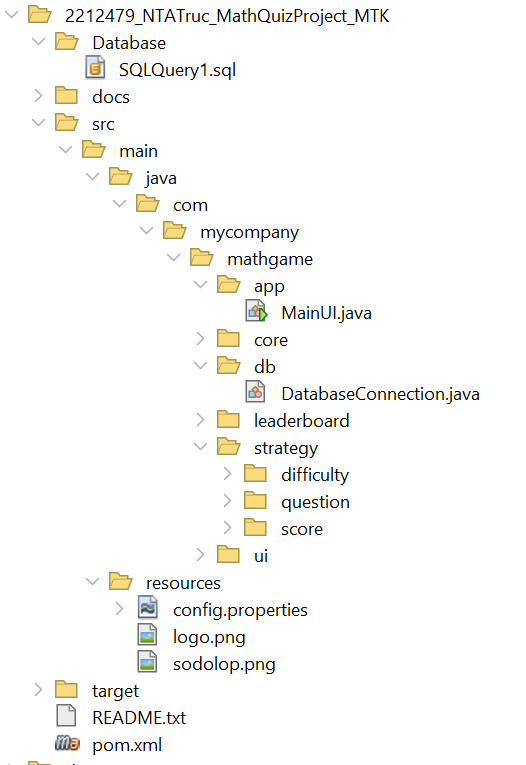 2212479_NTATruc_MathQuizProject_MTK
Database
SQLQuery1.sql
docs
src
main
java
com
mycompany
mathgame
app
MainUI.java
core
db
DatabaseConnection.java
leaderboard
strategy
difficulty
question
score
ui
resources
config.properties
logo.png
sodolop.png
target
README.txt
pom.xml